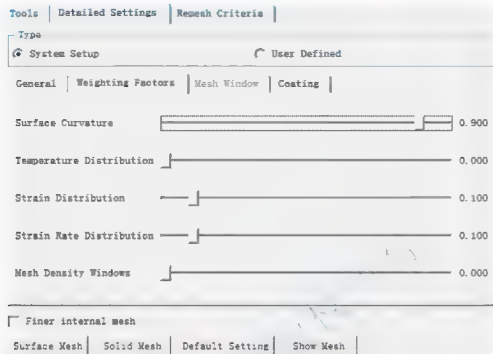 Tools Detailed Settings Remesh Criteria
Type
System Setup User Defined
General Weighting Factors Mesh Window Coating
Surface Curvature 0.900
Temperature Distribution 0.000
Strain Distribution 0.100
Strain Rate Distribution 0.100
Mesh Density Windows 0.000
Finer internal mesh
Surface Mesh Solid Mesh Default Setting Show Mesh